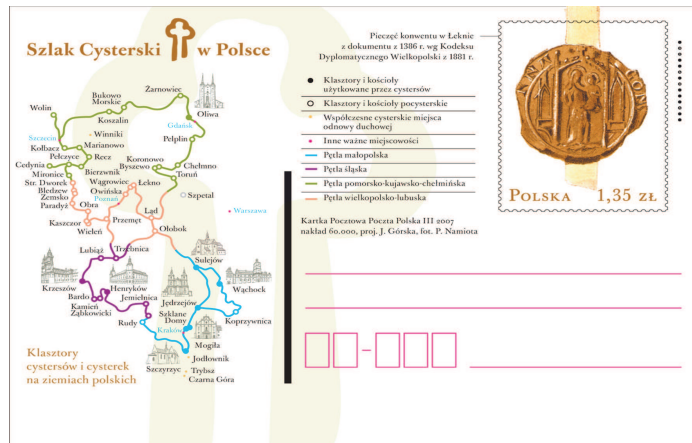 Szlak Cysterski w Polsce
Pieczęć konwentu w Łeknie
z dokumentu z 1386 r. wg Kodeksu
Dyplomatycznego Wielkopolski z 1881 r.
Klasztory i kościoły
użytkowane przez cystersów
Klasztory i kościoły pocysterskie
Współczesne cysterskie miejsca
odnowy duchowej
Inne ważne miejscowości
Pętla małopolska
Pętla śląska
Pętla pomorsko-kujawsko-chełmińska
Pętla wielkopolsko-lubuska
Kartka Pocztowa Poczta Polska III 2007
nakład 60.000, proj. J. Górska, fot. P. Namiota
Polska 1,35 zł
Żarnowiec
Bukowo
Morskie
Wolin
Koszalin
Oliwa
Gdańsk
Szczecin
Winniki
Kołbacz
Marianowo
Pelplin
Pełczyce
Recz
Koronowo
Cedynia
Bierzwnik
Byszewo
Chełmno
Mironice
Wągrowiec
Łekno
Toruń
Str. Dworek
Owińska
Bledzew
Poznań
Szpetal
Zemsko
Paradyż
Obra
Ląd
Warszawa
Przemęt
Kaszczor
Wieleń
Ołobok
Lubiąż
Trzebnica
Sulejów
Krzeszów
Henryków
Wąchock
Bardo
Jemielnica
Jędrzejów
Kamień
Ząbkowicki
Szklane
Domy
Koprzywnica
Rudy
Kraków
Mogiła
Jodłownik
Szczyrzyc
Trybsz
Czarna Góra
Klasztory
cystersów i cysterek
na ziemiach polskich